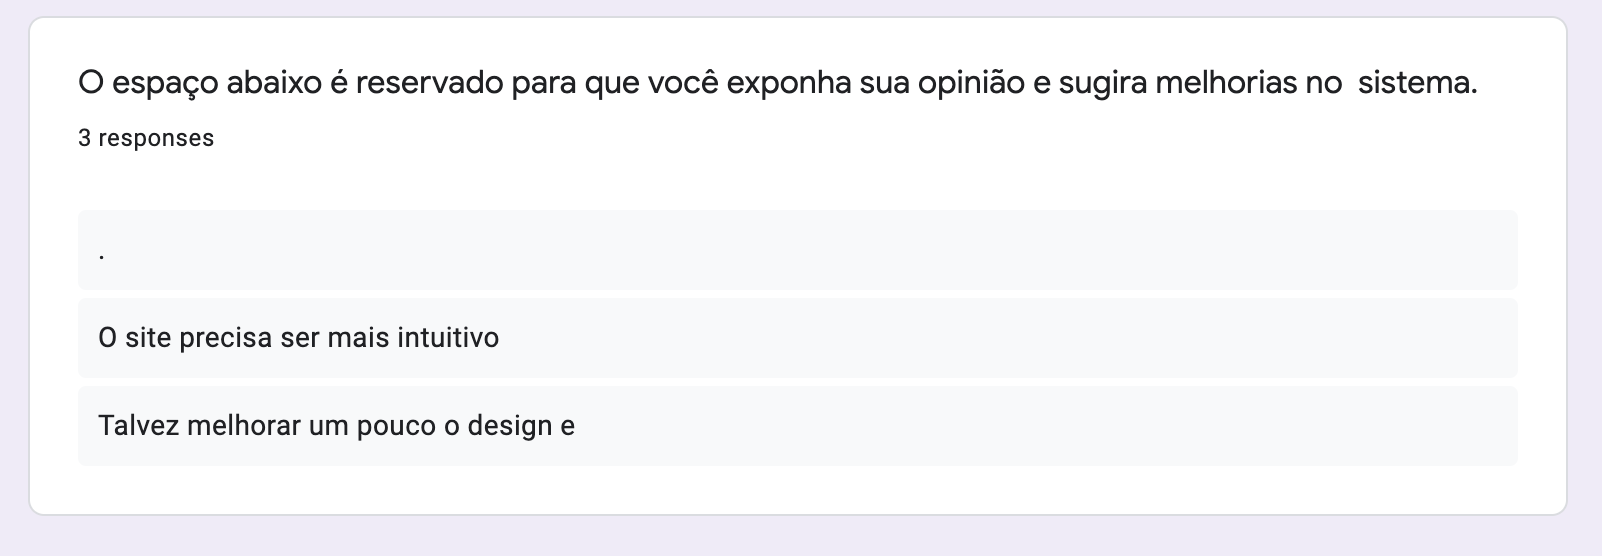 O espaço abaixo é reservado para que você exponha sua opinião e sugira melhorias no  sistema.
3 responses
.
O site precisa ser mais intuitivo
Talvez melhorar um pouco o design e